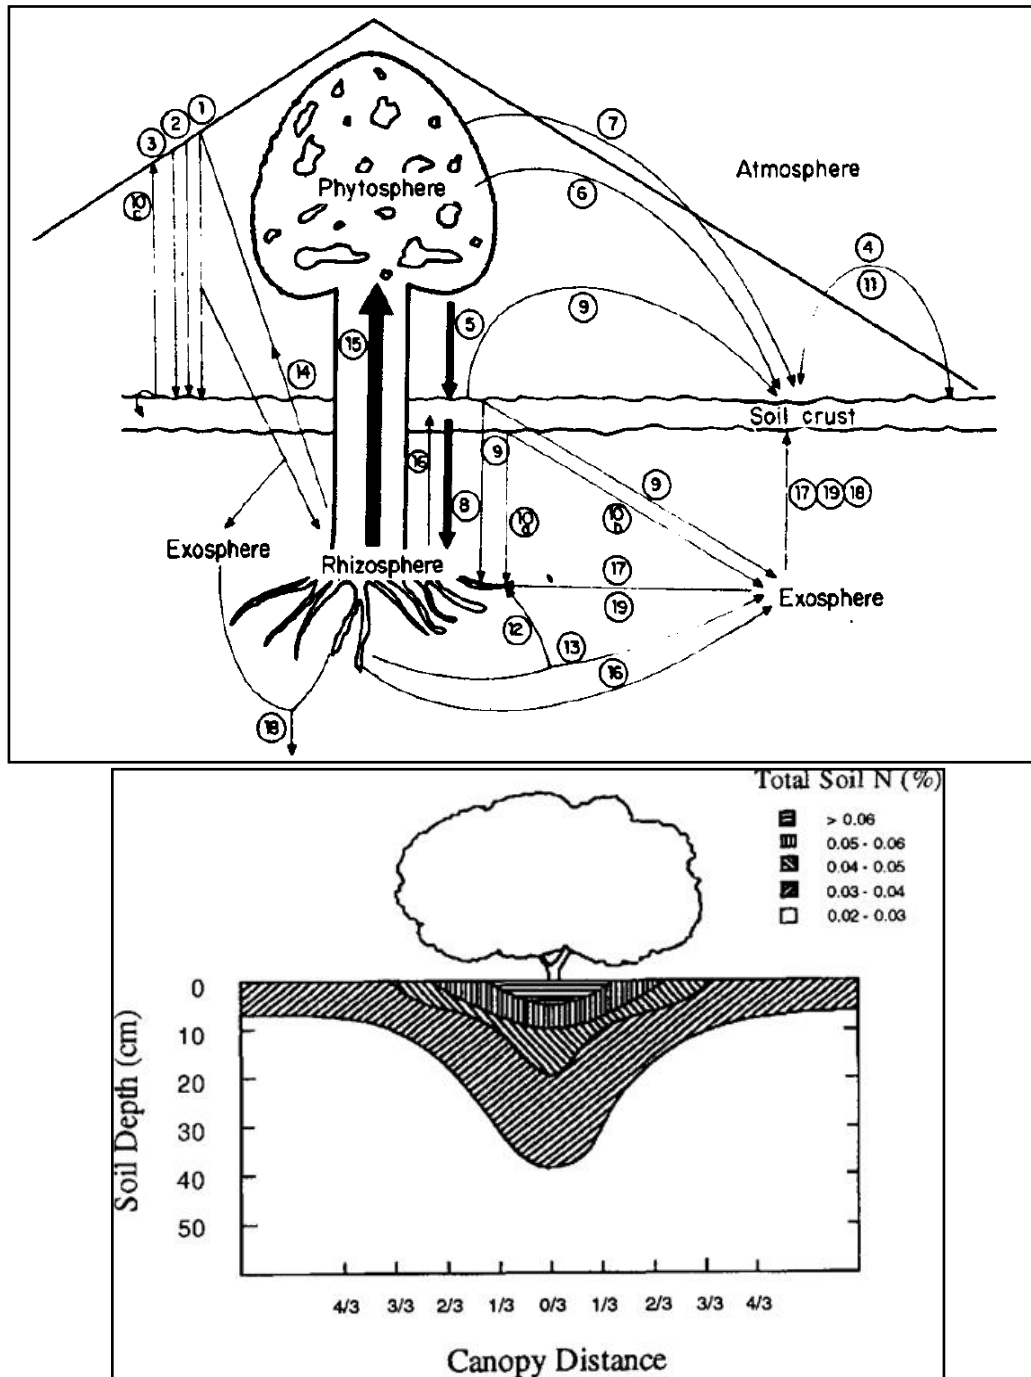 1
2
3
7
Atmosphere
Phytosphere
6
10
c
4
11
9
5
15
14
Soil crust
16
9
9
8
17 19 18
10
b
Exosphere
Rhizosphere
17
Exosphere
19
12
13
16
18
Total Soil N (%)
> 0.06
0.05 - 0.06
0.04 - 0.05
0.03 - 0.04
0.02 - 0.03
0
10
20
30
40
50
Soil Depth (cm)
4/3 3/3 2/3 1/3 0/3 1/3 2/3 3/3 4/3
Canopy Distance